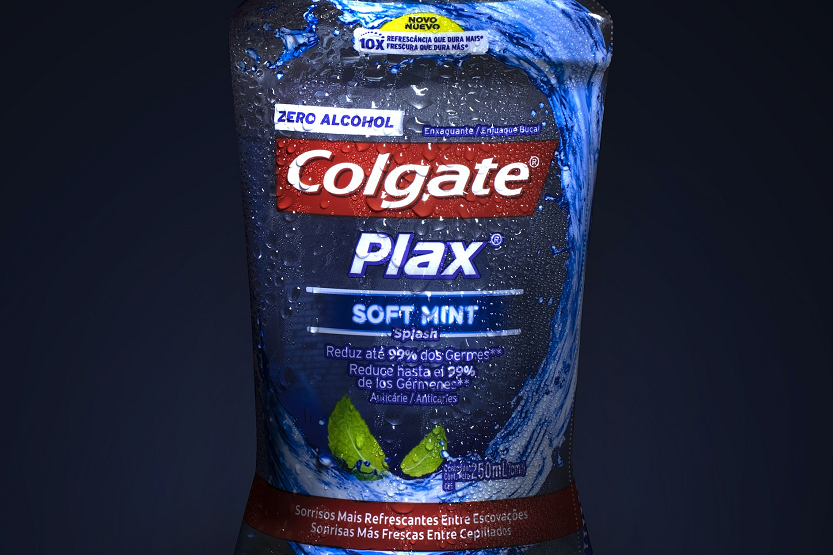 NOVO
NUEVO
10X REFRESCÂNCIA QUE DURA MAIS*
FRESCURA QUE DURA MÁS*
ZERO ALCOHOL
Enxaguante / Enjuague Bucal
Colgate®
Plax®
SOFT MINT
Splash
Reduz até 99% dos Germes**
Reduce hasta el 99%
de los Gérmenes**
Anticárie / Anticaries
250mL
Sorrisos Mais Refrescantes Entre Escovações
Sonrisas Más Frescas Entre Cepillados